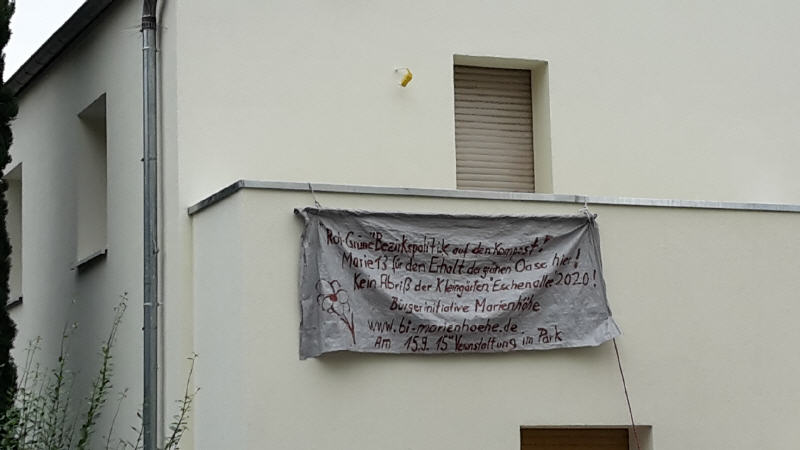 Rot-Grüne "Bezirkspolitik auf den Kompost!"
Marie 13 für den Erhalt der grünen Oase hier!
Kein Abriß der Kleingärten "Eschenallee" 2020!
Bürgerinitiative Marienhöhe
www.bi-marienhoehe.de
Am 15.9. 15°° Veranstaltung im Park